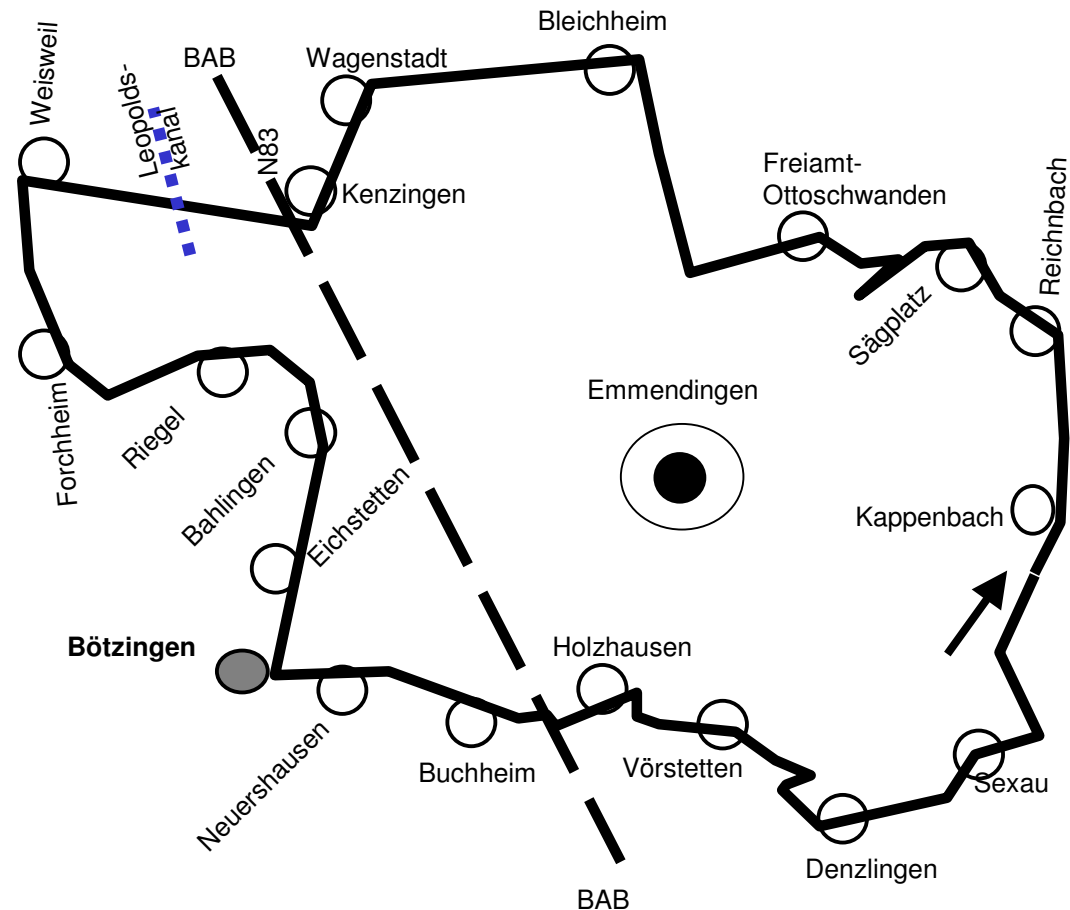 Bleichheim
BAB
Wagenstadt
Weisweil
Leopolds-
kanal
N83
Kenzingen
Freiamt-
Ottoschwanden
Reichnbach
Sägplatz
Emmendingen
Forchheim
Riegel
Bahlingen
Eichstetten
Kappenbach
Bötzingen
Holzhausen
Neuershausen
Buchheim
Vörstetten
Sexau
Denzlingen
BAB